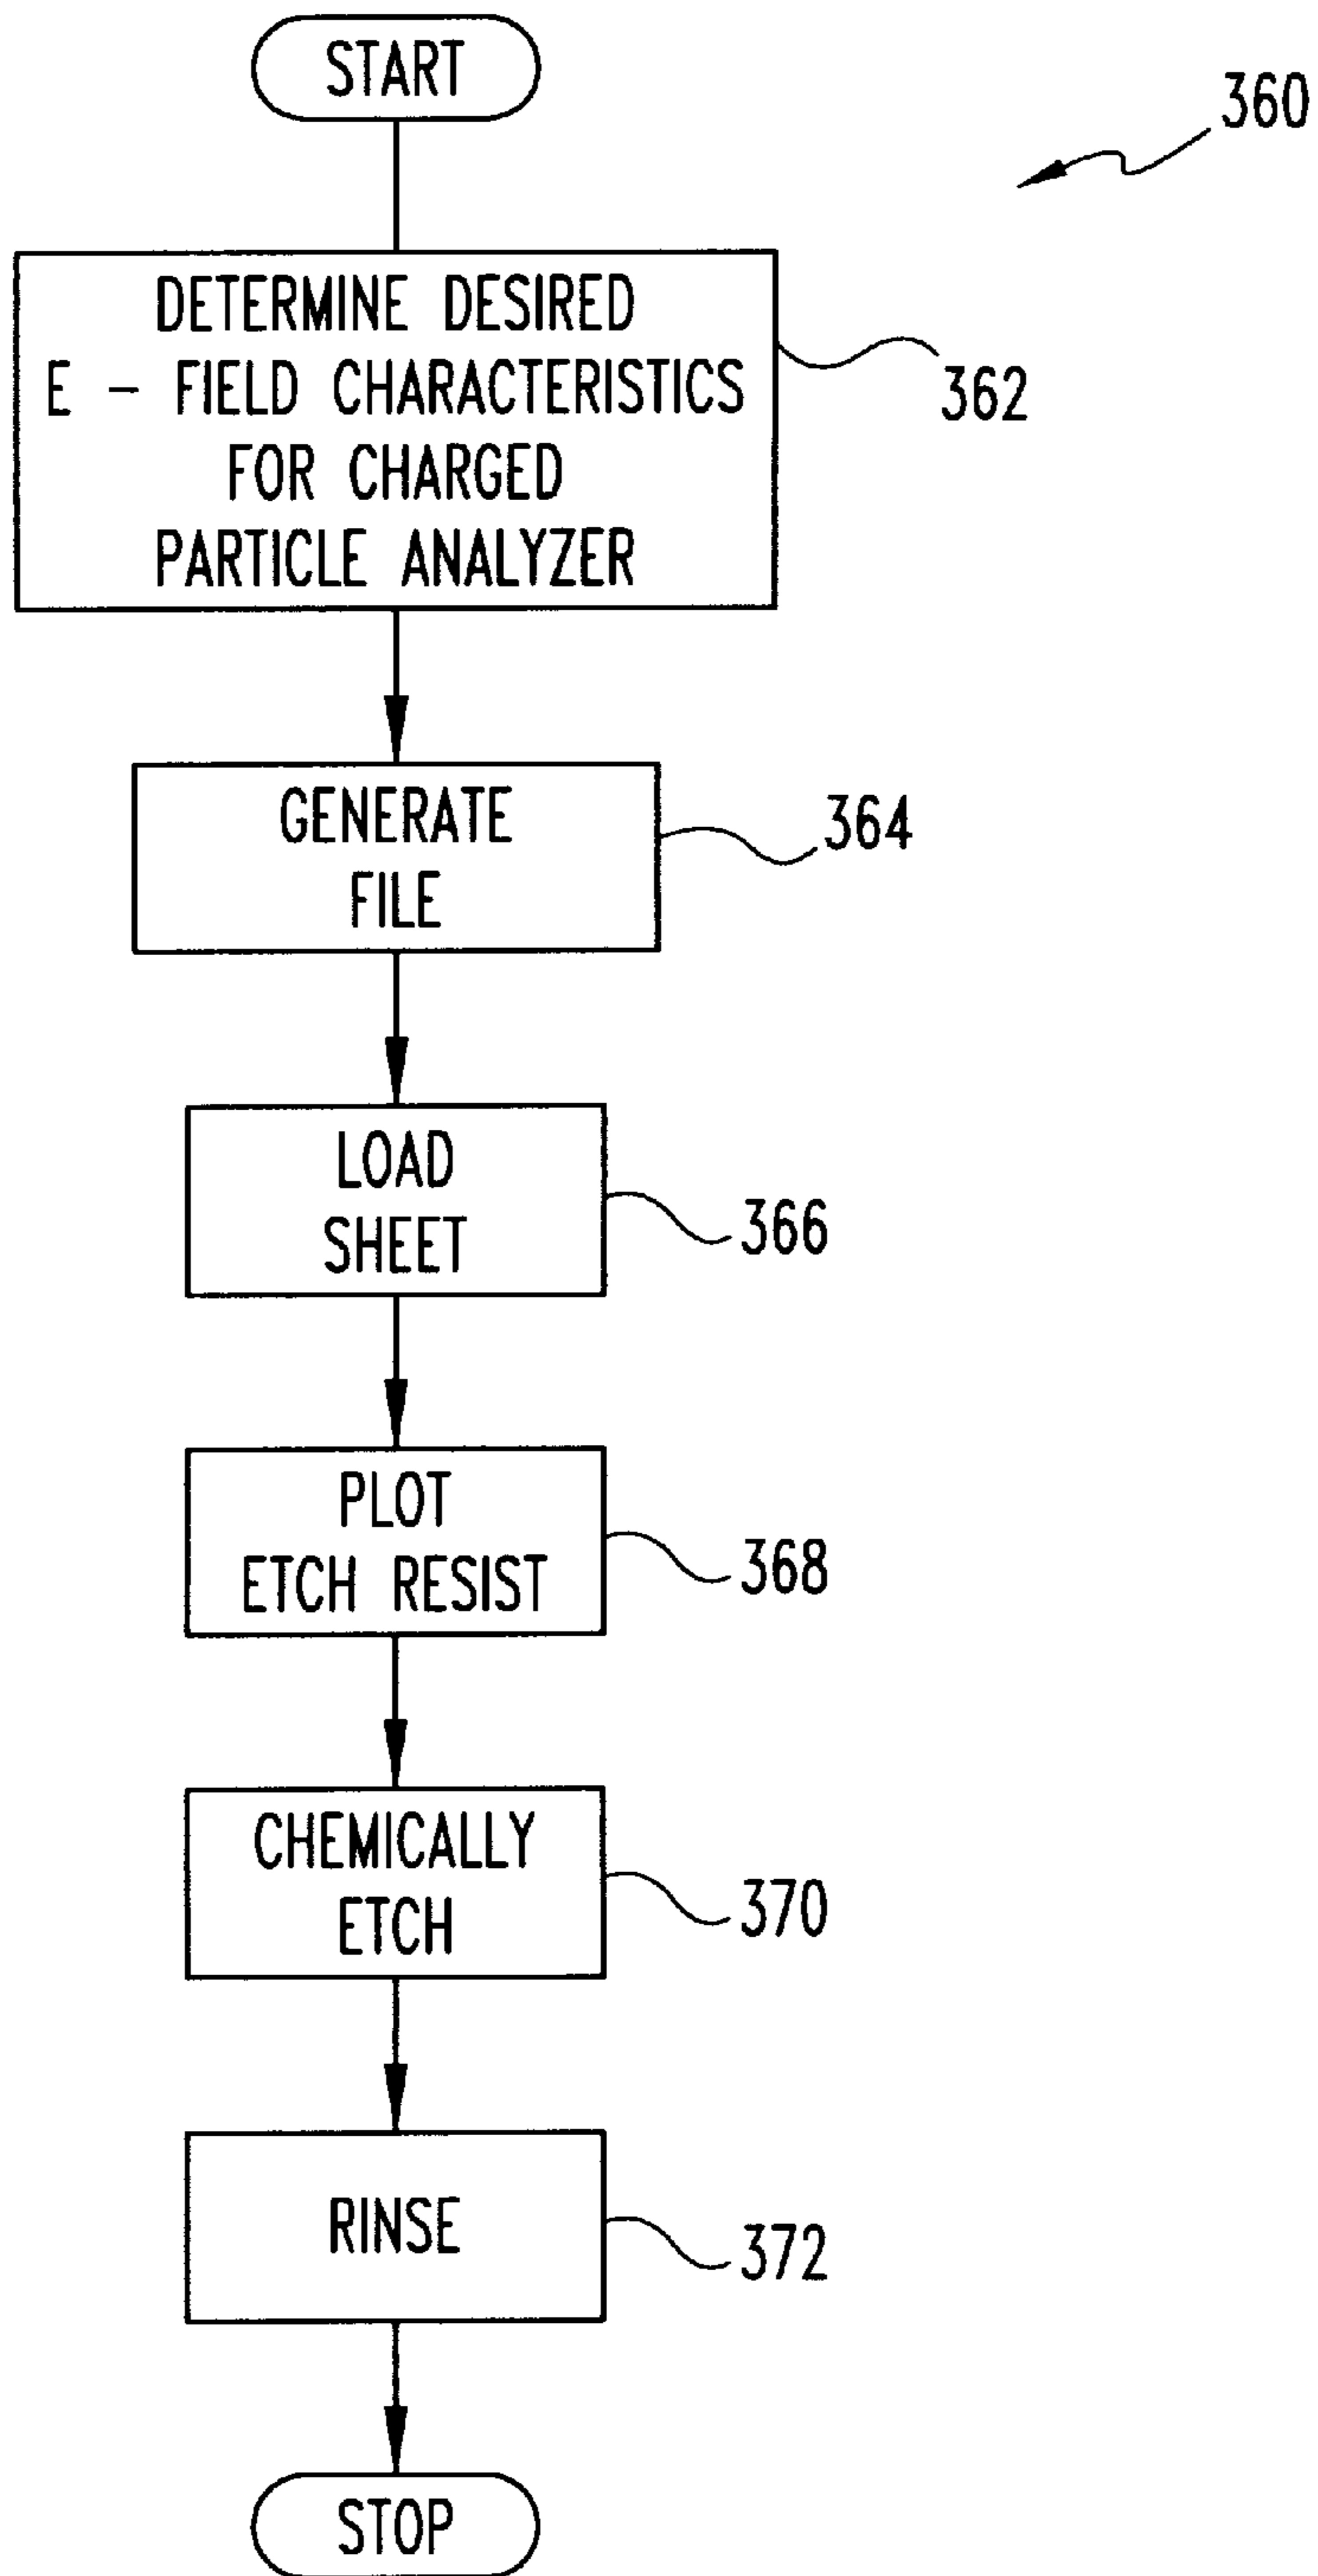 START
360
DETERMINE DESIRED
E - FIELD CHARACTERISTICS
FOR CHARGED
PARTICLE ANALYZER
362
GENERATE
FILE
364
LOAD
SHEET
366
PLOT
ETCH RESIST
368
CHEMICALLY
ETCH
370
RINSE
372
STOP